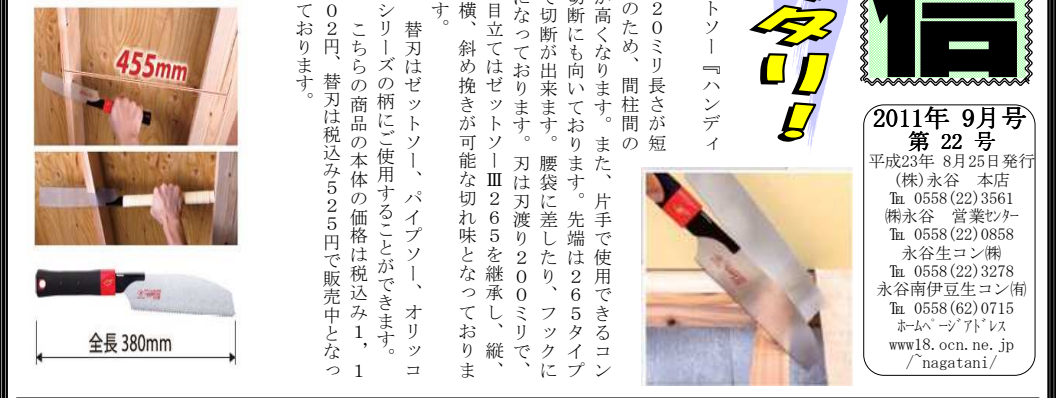 信
2011年 9月号
第 22 号
平成23年 8月25日発行
(株)永谷 本店
℡ 0558(22)3561
㈱永谷 営業ｾﾝﾀｰ
℡ 0558(22)0858
永谷生コン㈱
℡ 0558(22)3278
永谷南伊豆生コン㈲
℡ 0558(62)0715
ﾎｰﾑﾍﾟｰｼﾞｱﾄﾞﾚｽ
www18.ocn.ne.jp
/~nagatani/
タリ!
トソー『ハンディ
20ミリ長さが短
のため、間柱間の
が高くなります。また、片手で使用できるコン
切断にも向いております。先端は265タイプ
で切断が出来ます。腰袋に差したり、フックに
になっております。刃は刃渡り200ミリで、
目立てはゼットソーⅢ265を継承し、縦、
横、斜め挽きが可能な切れ味となっておりま
す。
替刃はゼットソー、パイプソー、オリッコ
シリーズの柄にご使用することができます。
こちらの商品の本体の価格は税込み1,1
02円、替刃は税込み525円で販売中となっ
ております。
455mm
全長 380mm